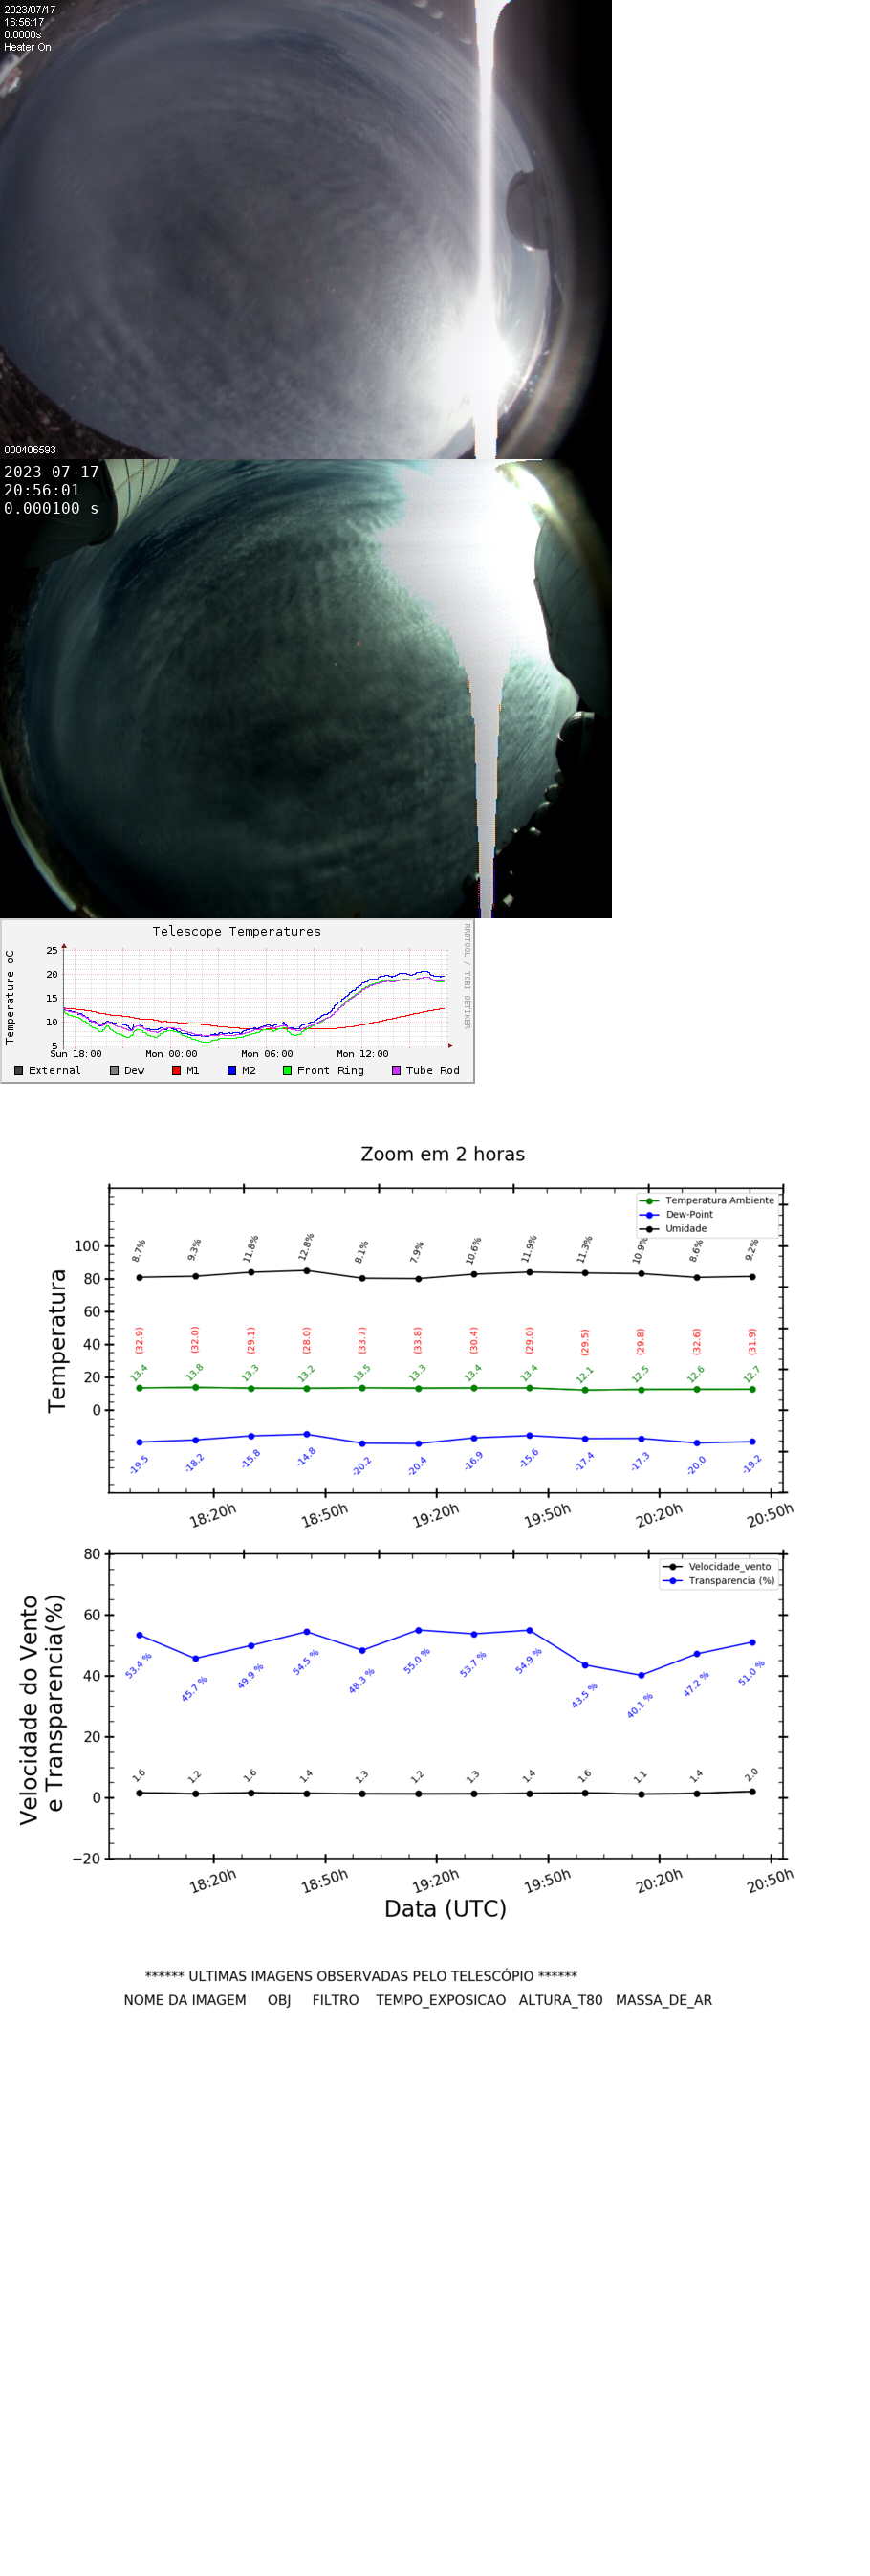 2023/07/17
16:56:17
0.0000s
Heater On
000406593
2023-07-17
20:56:01
0.000100 s
Telescope Temperatures
RRDTOOL / TOBI OETIKER
Temperature oC
25
20
15
10
5
Sun 18:00 Mon 00:00 Mon 06:00 Mon 12:00
External Dew M1 M2 Front Ring Tube Rod
Zoom em 2 horas
Temperatura Ambiente
Dew-Point
Umidade
Temperatura
100
80
60
40
20
0
8.7% 9.3% 11.8% 12.8% 8.1% 7.9% 10.6% 11.9% 11.3% 10.9% 8.6% 9.2%
(32.9) (32.0) (29.1) (28.0) (33.7) (33.8) (30.4) (29.0) (29.5) (29.8) (32.6) (31.9)
13.4 13.8 13.3 13.2 13.5 13.3 13.4 13.4 12.1 12.5 12.6 12.7
-19.5 -18.2 -15.8 -14.8 -20.2 -20.4 -16.9 -15.6 -17.4 -17.3 -20.0 -19.2
18:20h 18:50h 19:20h 19:50h 20:20h 20:50h
Velocidade_vento
Transparencia (%)
Velocidade do Vento
e Transparencia(%)
80
60
40
20
0
−20
53.4 % 45.7 % 49.9 % 54.5 % 48.3 % 55.0 % 53.7 % 54.9 % 43.5 % 40.1 % 47.2 % 51.0 %
1.6 1.2 1.6 1.4 1.3 1.2 1.3 1.4 1.6 1.1 1.4 2.0
18:20h 18:50h 19:20h 19:50h 20:20h 20:50h
Data (UTC)
****** ULTIMAS IMAGENS OBSERVADAS PELO TELESCÓPIO ******
NOME DA IMAGEM OBJ FILTRO TEMPO_EXPOSICAO ALTURA_T80 MASSA_DE_AR